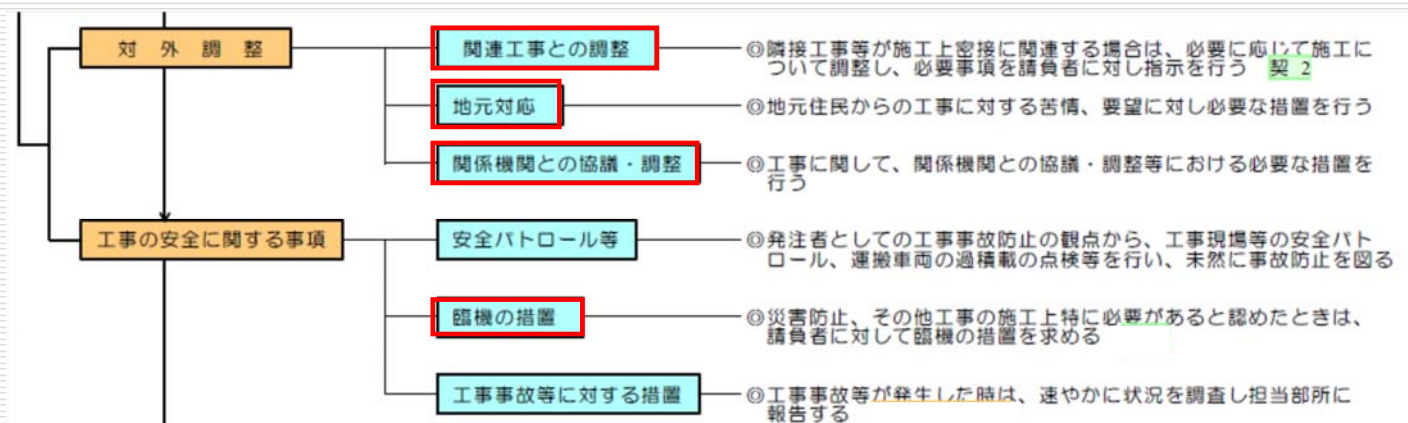 対外調整
関連工事との調整
◎隣接工事等が施工上密接に関連する場合は、必要に応じて施工に
ついて調整し、必要事項を請負者に対し指示を行う 契 2
地元対応
◎地元住民からの工事に対する苦情、要望に対し必要な措置を行う
関係機関との協議・調整
◎工事に関して、関係機関との協議・調整等における必要な措置を
行う
工事の安全に関する事項
安全パトロール等
◎発注者としての工事事故防止の観点から、工事現場等の安全パト
ロール、運搬車両の過積載の点検等を行い、未然に事故防止を図る
臨機の措置
◎災害防止、その他工事の施工上特に必要があると認めたときは、
請負者に対して臨機の措置を求める
工事事故等に対する措置
◎工事事故等が発生した時は、速やかに状況を調査し担当部所に
報告する